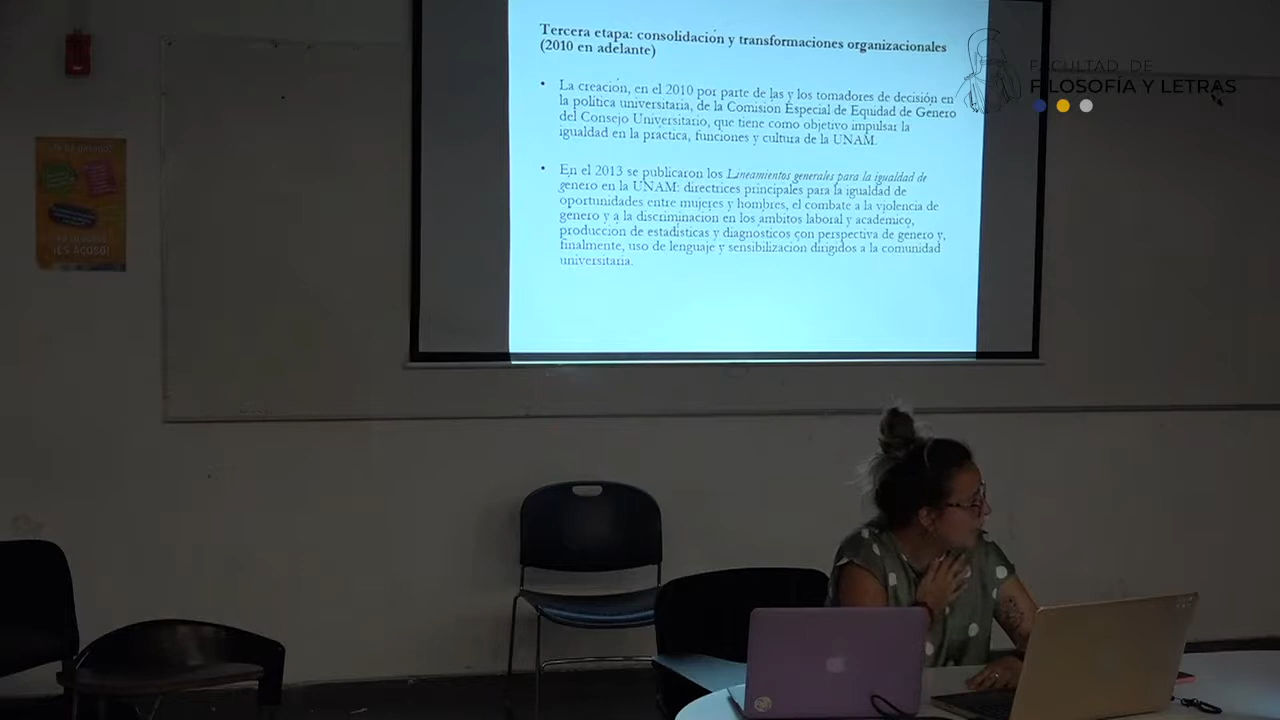 Tercera etapa: consolidación y transformaciones organizacionales
(2010 en adelante)
FACULTAD DE
FILOSOFÍA Y LETRAS
• La creación, en el 2010 por parte de las y los tomadores de decisión en
la política universitaria, de la Comisión Especial de Equidad de Género
del Consejo Universitario, que tiene como objetivo impulsar la
igualdad en la práctica, funciones y cultura de la UNAM.
• En el 2013 se publicaron los Lineamientos generales para la igualdad de
género en la UNAM: directrices principales para la igualdad de
oportunidades entre mujeres y hombres, el combate a la violencia de
género y a la discriminación en los ámbitos laboral y académico,
producción de estadísticas y diagnósticos con perspectiva de género y,
finalmente, uso de lenguaje y sensibilización dirigidos a la comunidad
universitaria.
¡ES ACOSO!